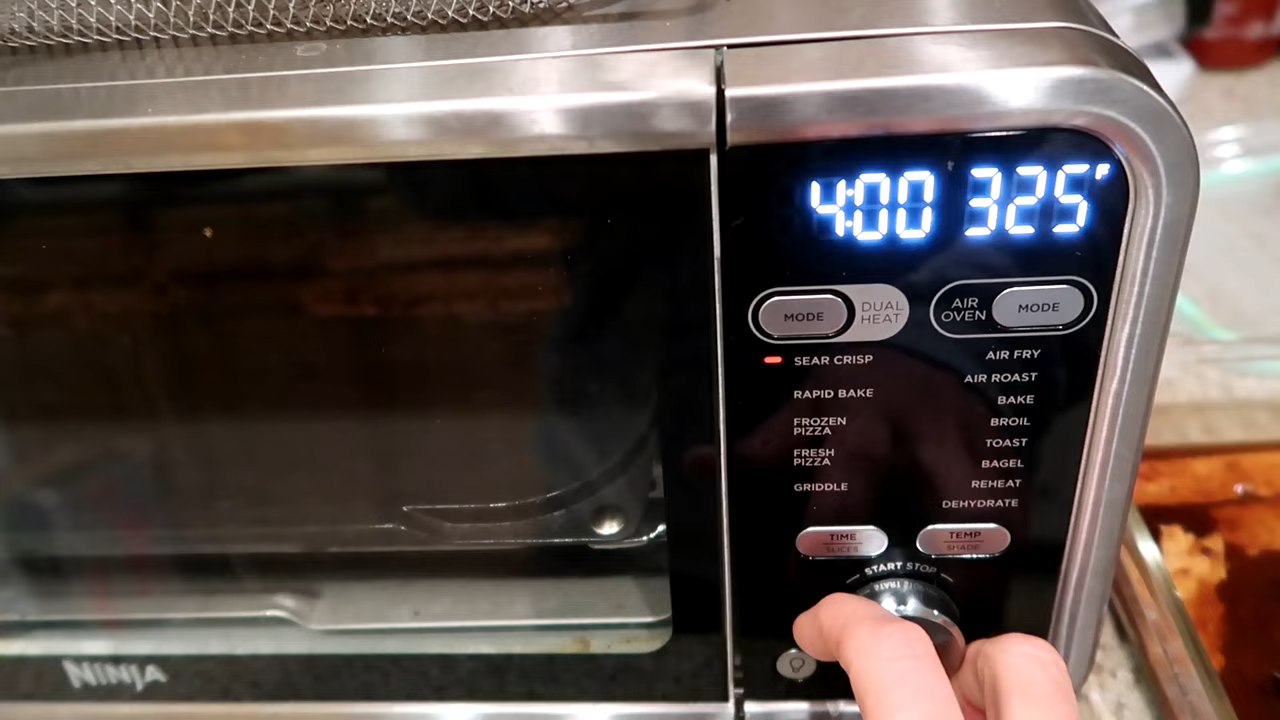 4:00 325°F
MODE DUAL HEAT
AIR OVEN MODE
SEAR CRISP
RAPID BAKE
FROZEN PIZZA
FRESH PIZZA
GRIDDLE
AIR FRY
AIR ROAST
BAKE
BROIL
TOAST
BAGEL
REHEAT
DEHYDRATE
TIME
SLICES
TEMP
SHADE
START STOP
NINJA